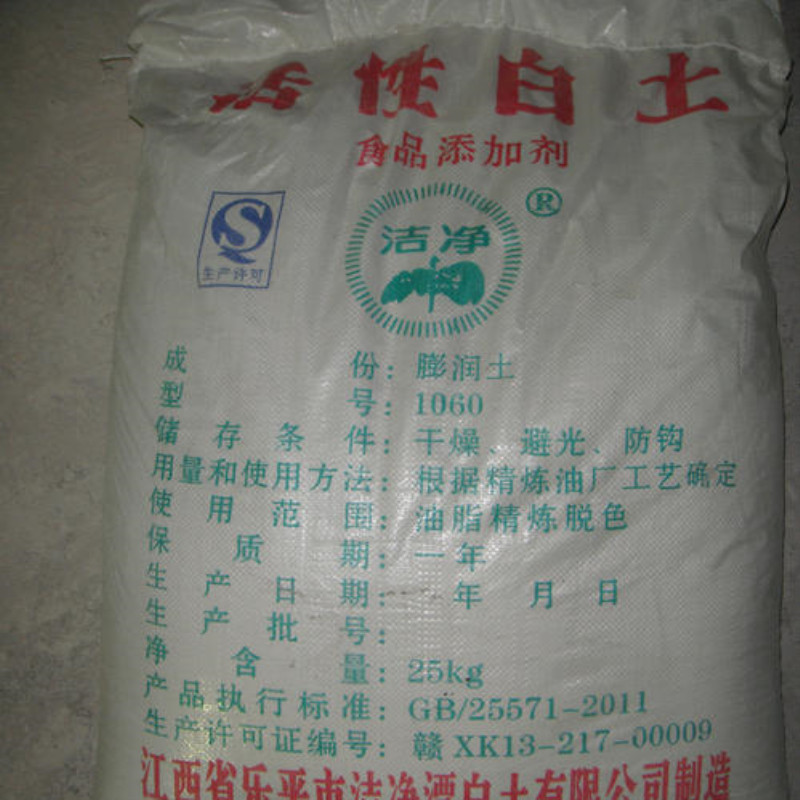 活性白土
食品添加剂
®
洁净
生产许可
成份：膨润土
型号：1060
储存条件：干燥、避光、防钩
用量和使用方法：根据精炼油厂工艺确定
使用范围：油脂精炼脱色
保质期：一年
生产日期： 年 月 日
生产批号：
净含量：25kg
产品执行标准：GB/25571-2011
生产许可证编号：赣XK13-217-00009
江西省乐平市洁净漂白土有限公司制造